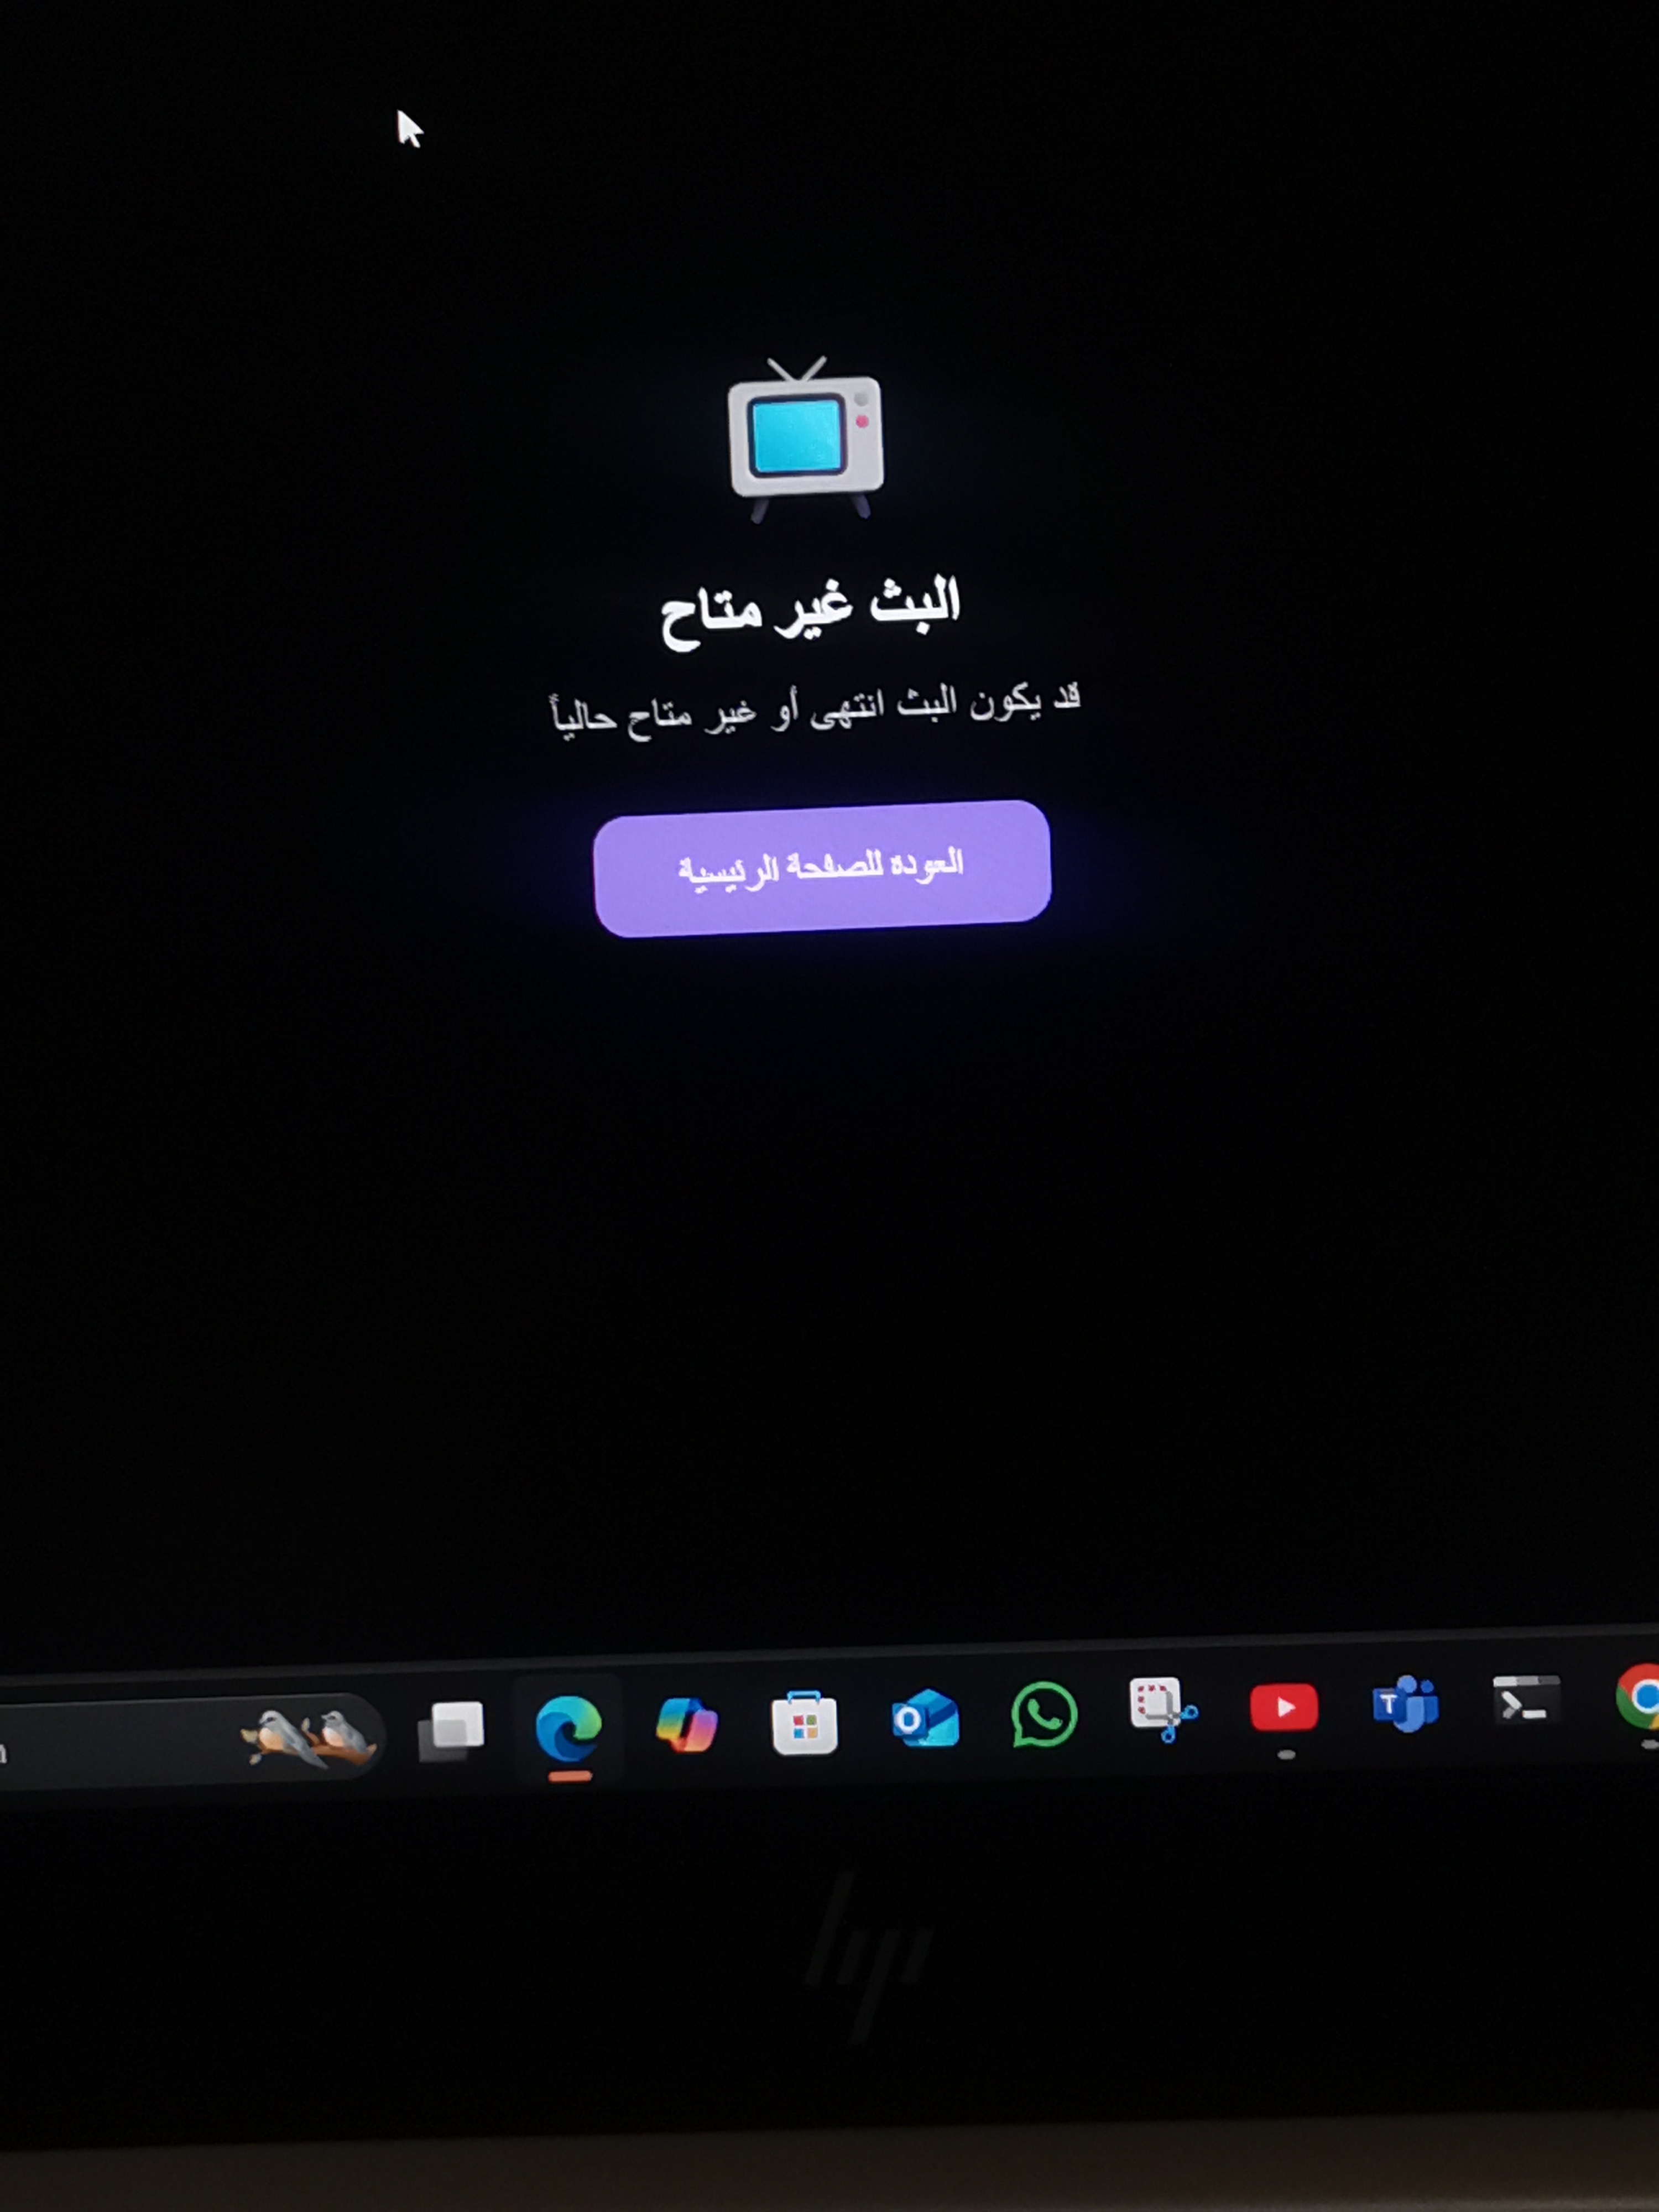 البث غير متاح
قد يكون البث انتهى أو غير متاح حالياً
العودة للصفحة الرئيسية
hp